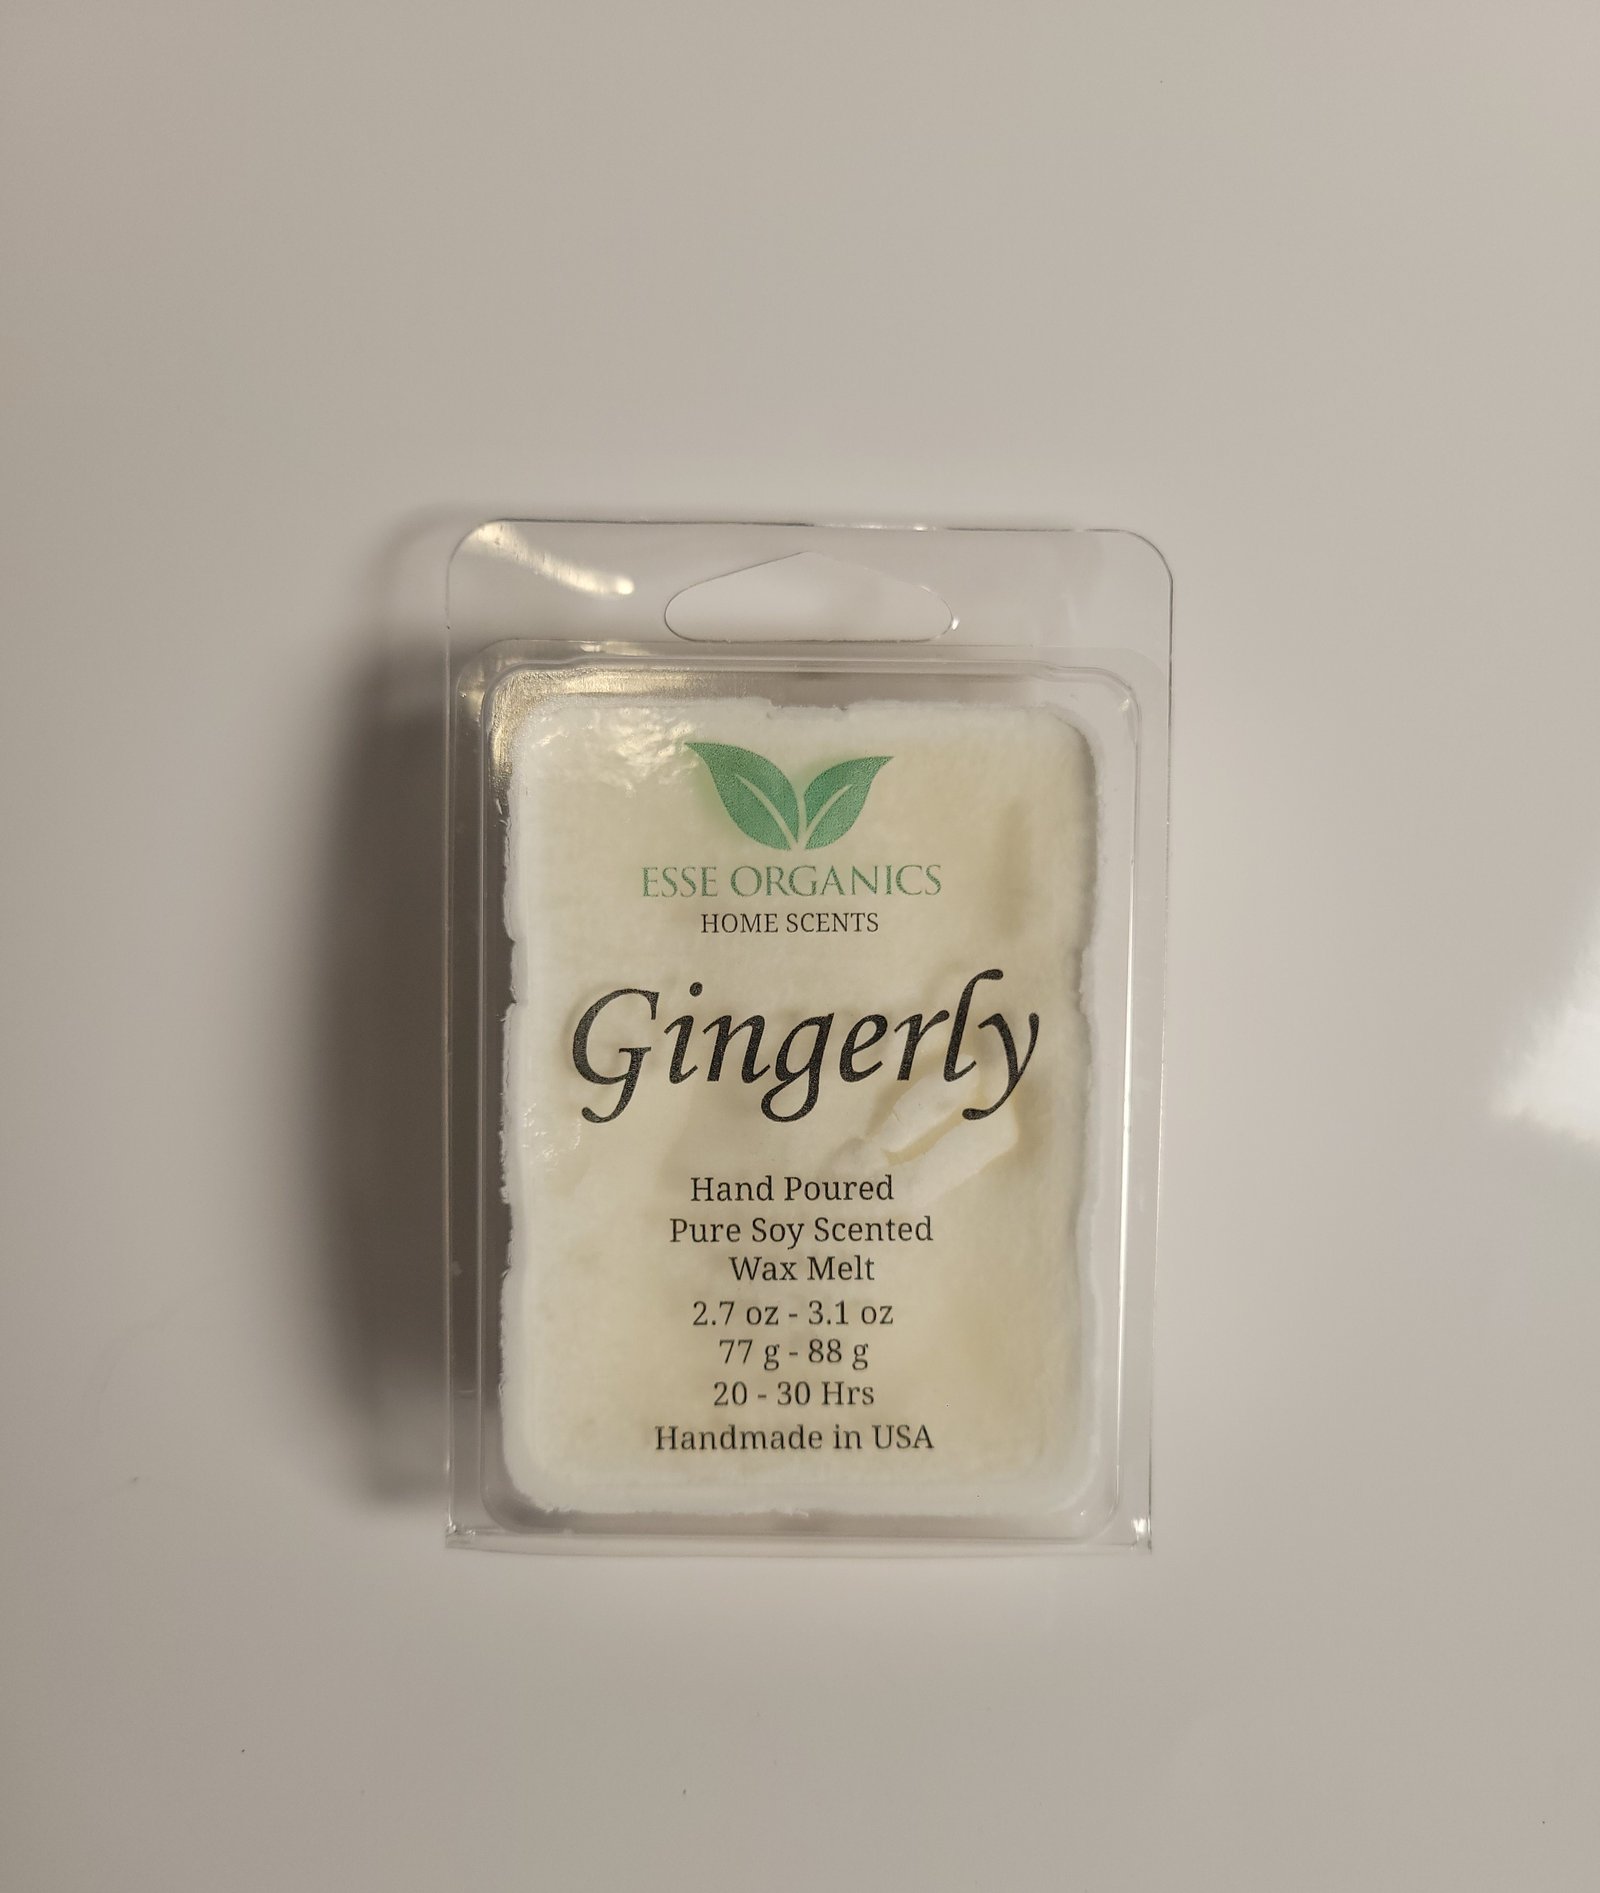 ESSE ORGANICS
HOME SCENTS
Gingerly
Hand Poured
Pure Soy Scented
Wax Melt
2.7 oz - 3.1 oz
77 g - 88 g
20 - 30 Hrs
Handmade in USA